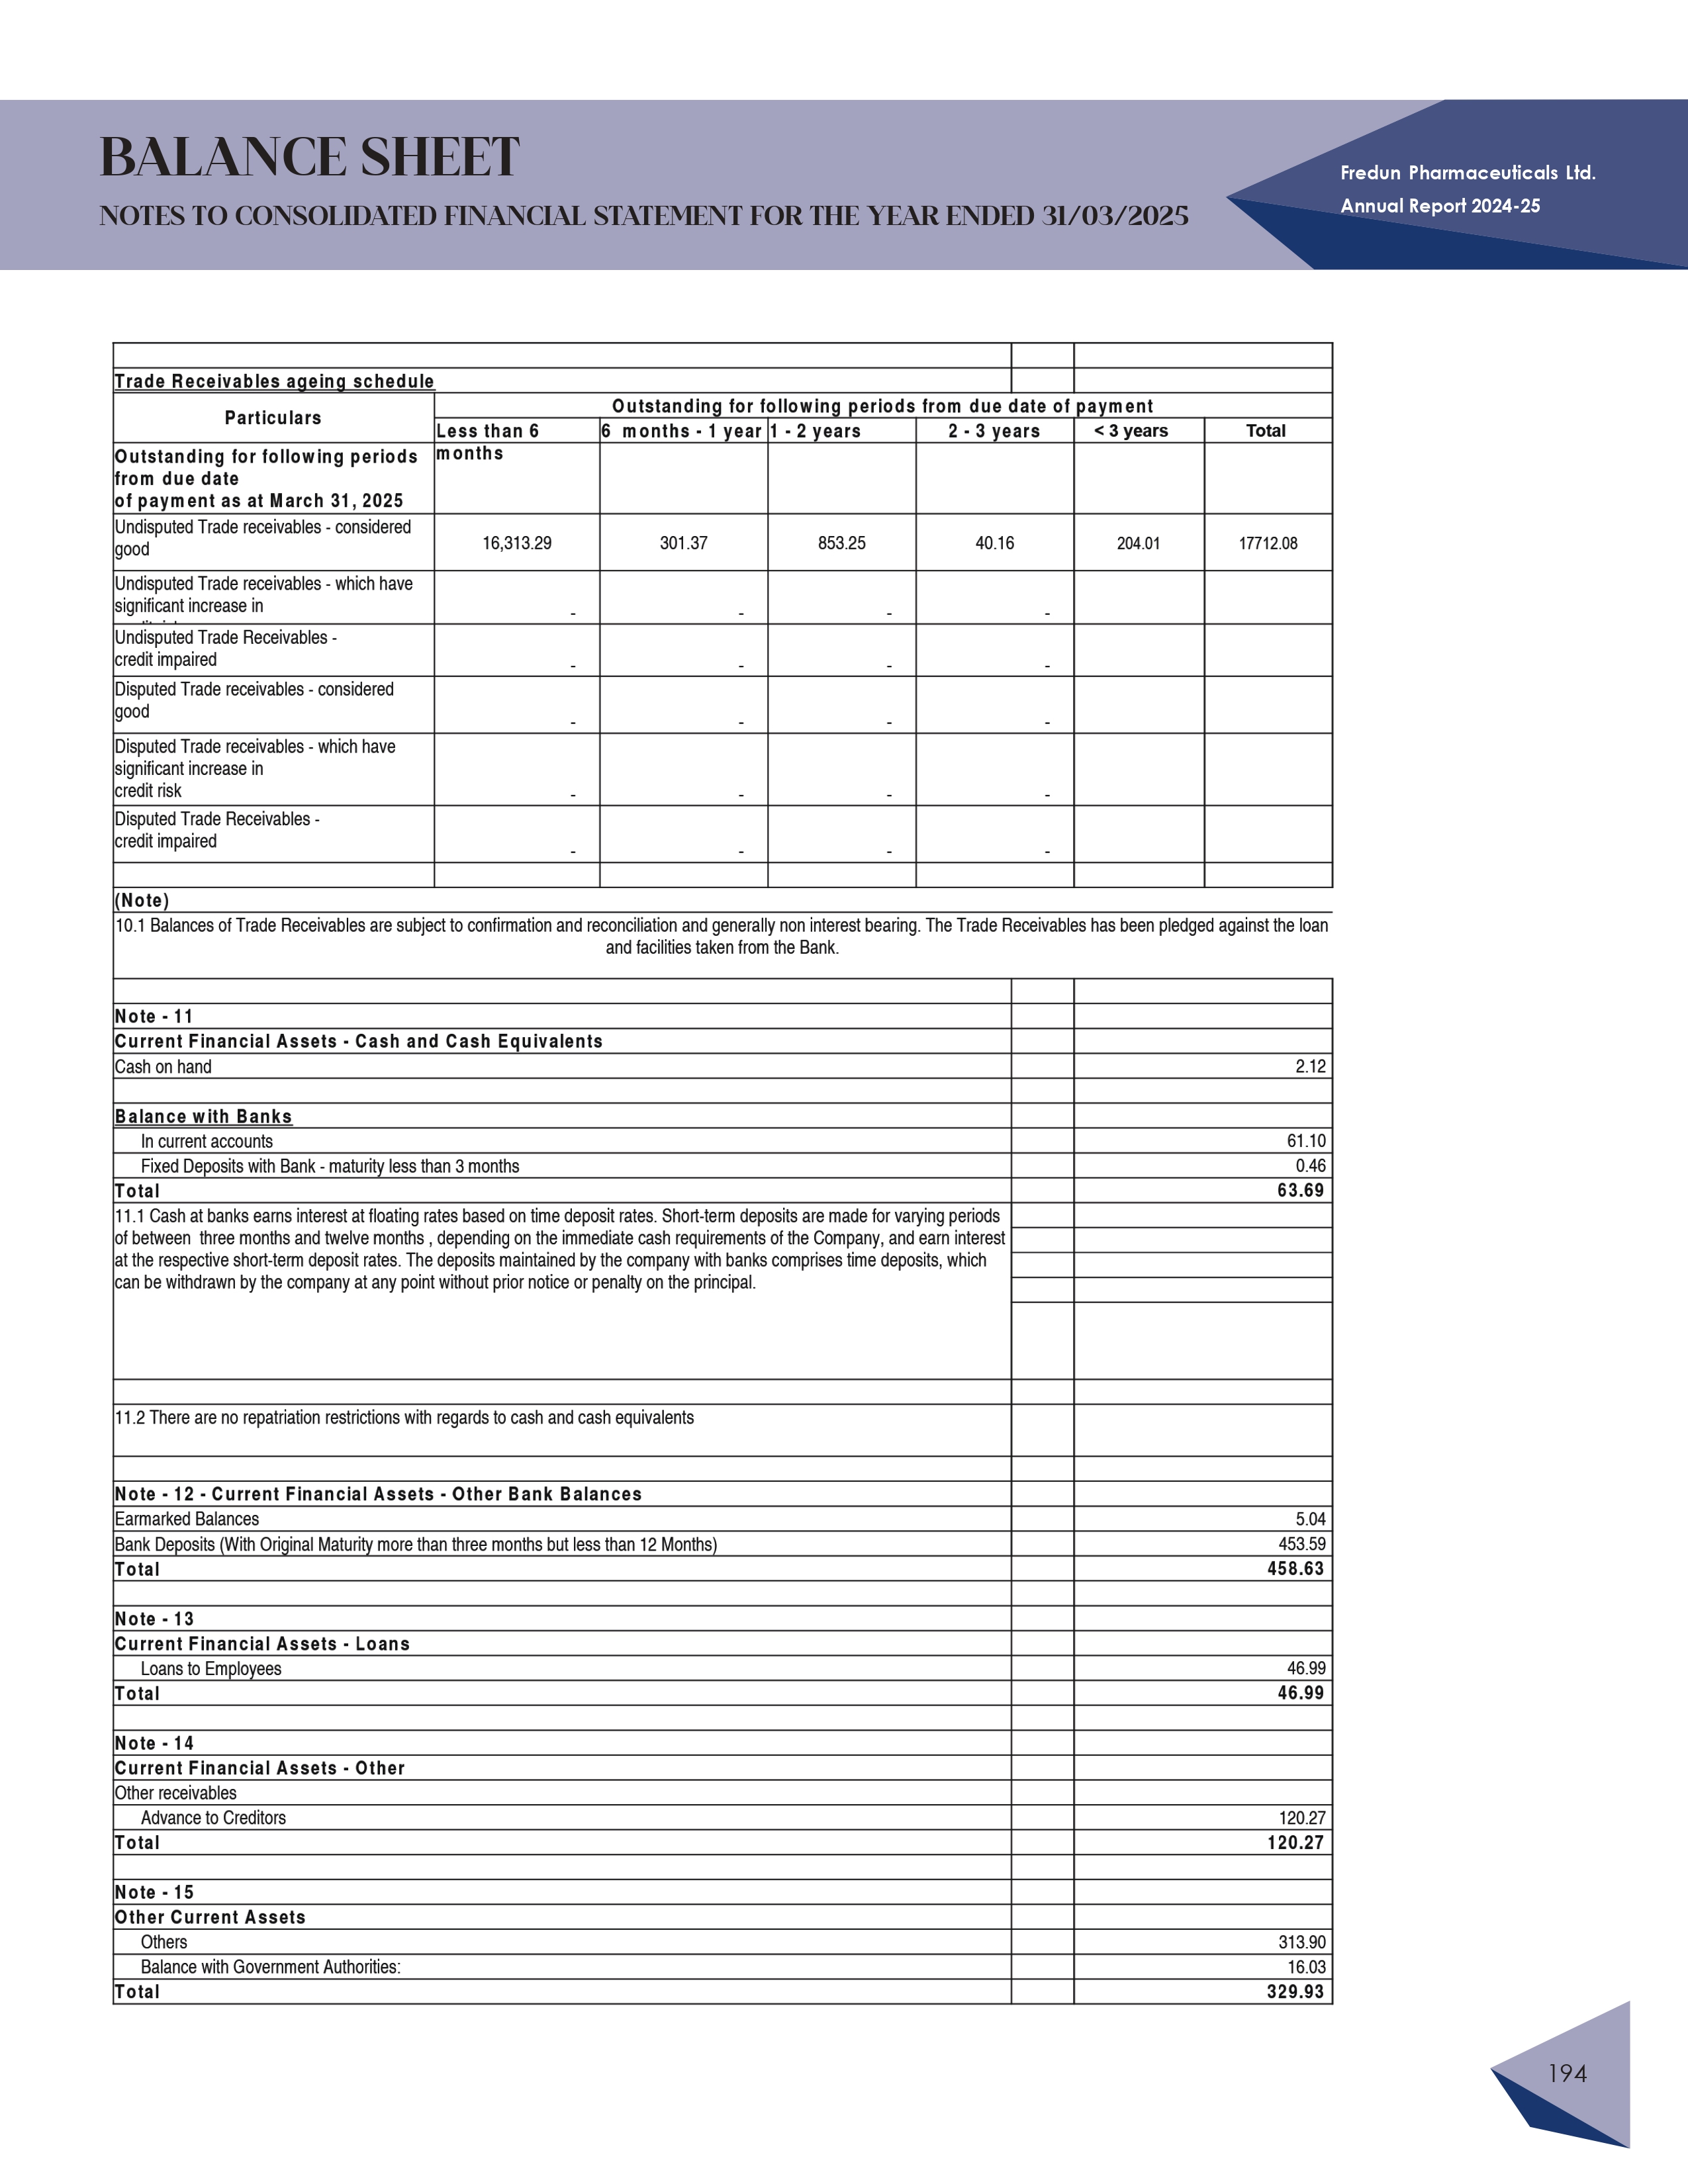 BALANCE SHEET
NOTES TO CONSOLIDATED FINANCIAL STATEMENT FOR THE YEAR ENDED 31/03/2025
Fredun Pharmaceuticals Ltd.
Annual Report 2024-25
Trade Receivables ageing schedule
Particulars
Outstanding for following periods from due date of payment
Less than 6 months
6 months - 1 year
1 - 2 years
2 - 3 years
< 3 years
Total
Outstanding for following periods
from due date
of payment as at March 31, 2025
Undisputed Trade receivables - considered
good
16,313.29 301.37 853.25 40.16 204.01 17712.08
Undisputed Trade receivables - which have
significant increase in
- - - -
Undisputed Trade Receivables -
credit impaired
- - - -
Disputed Trade receivables - considered
good
- - - -
Disputed Trade receivables - which have
significant increase in
credit risk
- - - -
Disputed Trade Receivables -
credit impaired
- - - -
(Note)
10.1 Balances of Trade Receivables are subject to confirmation and reconciliation and generally non interest bearing. The Trade Receivables has been pledged against the loan
and facilities taken from the Bank.
Note - 11
Current Financial Assets - Cash and Cash Equivalents
Cash on hand 2.12
Balance with Banks
In current accounts 61.10
Fixed Deposits with Bank - maturity less than 3 months 0.46
Total 63.69
11.1 Cash at banks earns interest at floating rates based on time deposit rates. Short-term deposits are made for varying periods
of between three months and twelve months , depending on the immediate cash requirements of the Company, and earn interest
at the respective short-term deposit rates. The deposits maintained by the company with banks comprises time deposits, which
can be withdrawn by the company at any point without prior notice or penalty on the principal.
11.2 There are no repatriation restrictions with regards to cash and cash equivalents
Note - 12 - Current Financial Assets - Other Bank Balances
Earmarked Balances 5.04
Bank Deposits (With Original Maturity more than three months but less than 12 Months) 453.59
Total 458.63
Note - 13
Current Financial Assets - Loans
Loans to Employees 46.99
Total 46.99
Note - 14
Current Financial Assets - Other
Other receivables
Advance to Creditors 120.27
Total 120.27
Note - 15
Other Current Assets
Others 313.90
Balance with Government Authorities: 16.03
Total 329.93
194